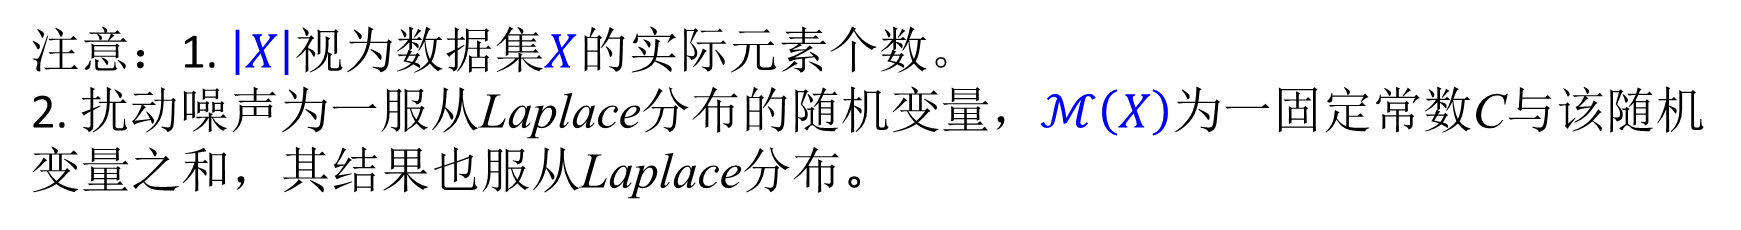 注意：1. |X|视为数据集X的实际元素个数。
2. 扰动噪声为一服从Laplace分布的随机变量，ℳ(X)为一固定常数C与该随机
变量之和，其结果也服从Laplace分布。